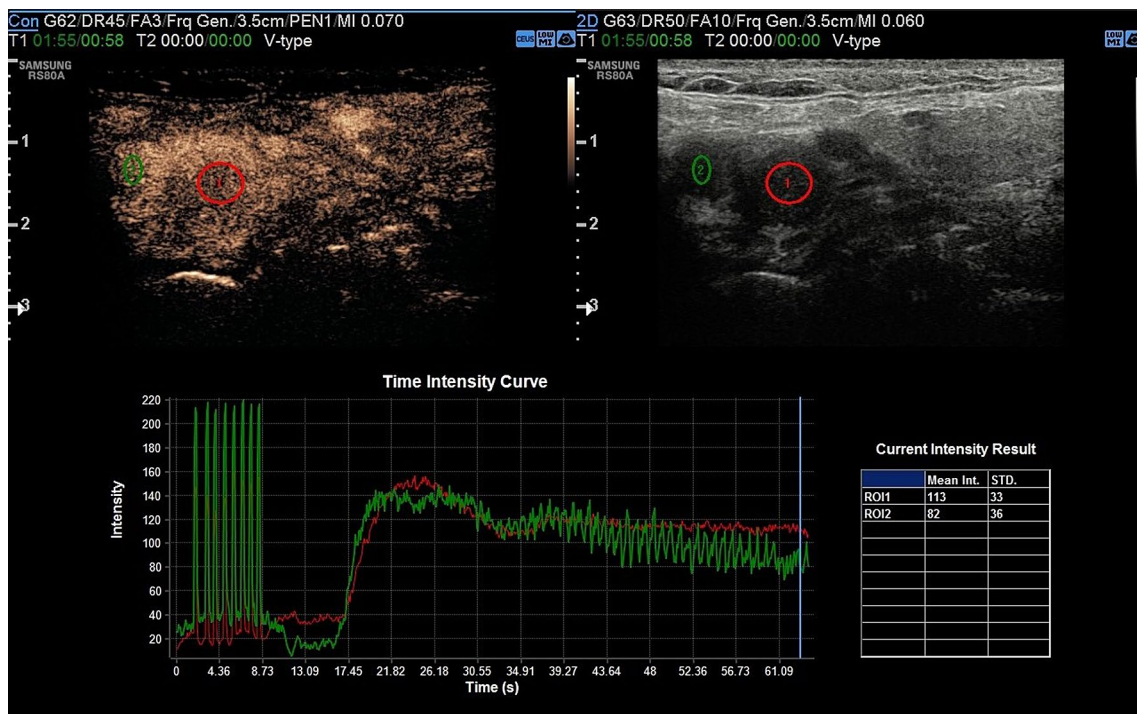 Con G62/DR45/FA3/Frq Gen./3.5cm/PEN1/MI 0.070
T1 01:55/00:58 T2 00:00/00:00 V-type
CEUS LOW MI
SAMSUNG
RS80A
1
2
3
2
1
2D G63/DR50/FA10/Frq Gen./3.5cm/MI 0.060
T1 01:55/00:58 T2 00:00/00:00 V-type
LOW MI
SAMSUNG
RS80A
1
2
3
2
1
Time Intensity Curve
Intensity
220
200
180
160
140
120
100
80
60
40
20
0 4.36 8.73 13.09 17.45 21.82 26.18 30.55 34.91 39.27 43.64 48 52.36 56.73 61.09
Time (s)
Current Intensity Result
Mean Int. STD.
ROI1 113 33
ROI2 82 36